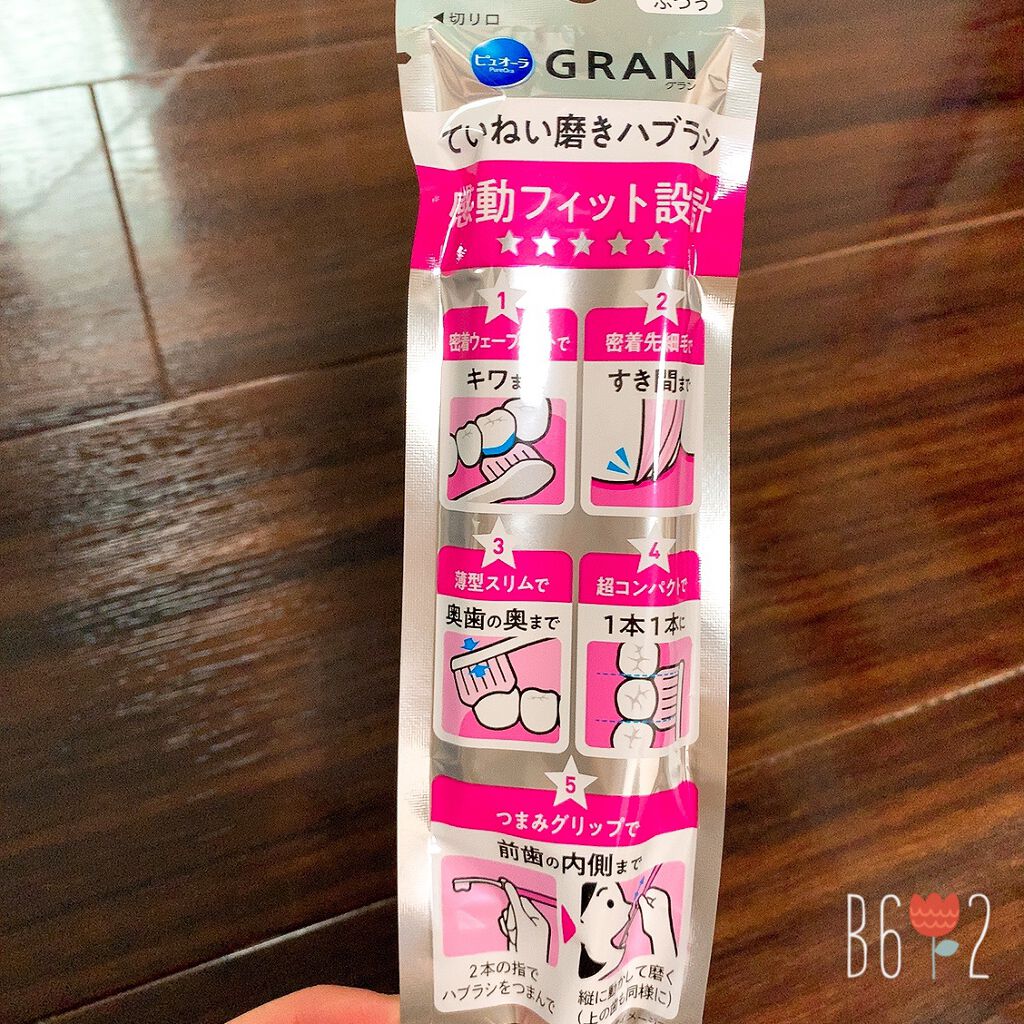 ふつう
◀切り口
ピュオーラ
PureOra
GRAN
グラン
ていねい磨きハブラシ
感動フィット設計
1
密着ウェーブカットで
キワまで
2
密着先細毛で
すき間まで
3
薄型スリムで
奥歯の奥まで
4
超コンパクトで
1本1本に
5
つまみグリップで
前歯の内側まで
2本の指で
ハブラシをつまんで
縦に動かして磨く
(上の歯も同様に)
B6 2